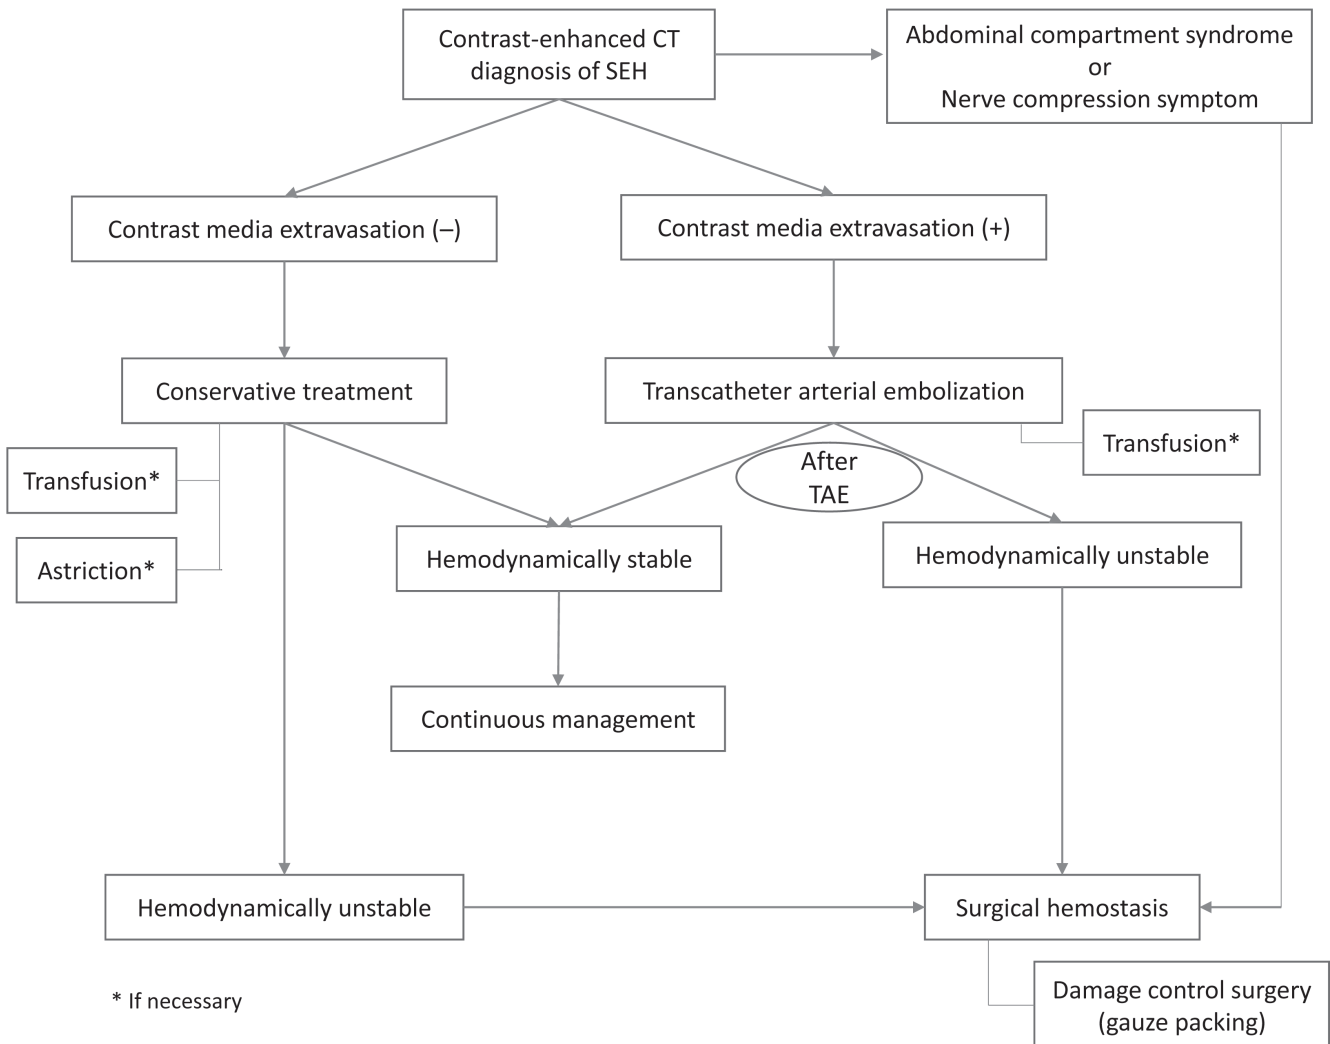 Contrast-enhanced CT
diagnosis of SEH
Abdominal compartment syndrome
or
Nerve compression symptom
Contrast media extravasation (–)
Contrast media extravasation (+)
Conservative treatment
Transcatheter arterial embolization
Transfusion*
Transfusion*
After
TAE
Astriction*
Hemodynamically stable
Hemodynamically unstable
Continuous management
Hemodynamically unstable
Surgical hemostasis
* If necessary
Damage control surgery
(gauze packing)